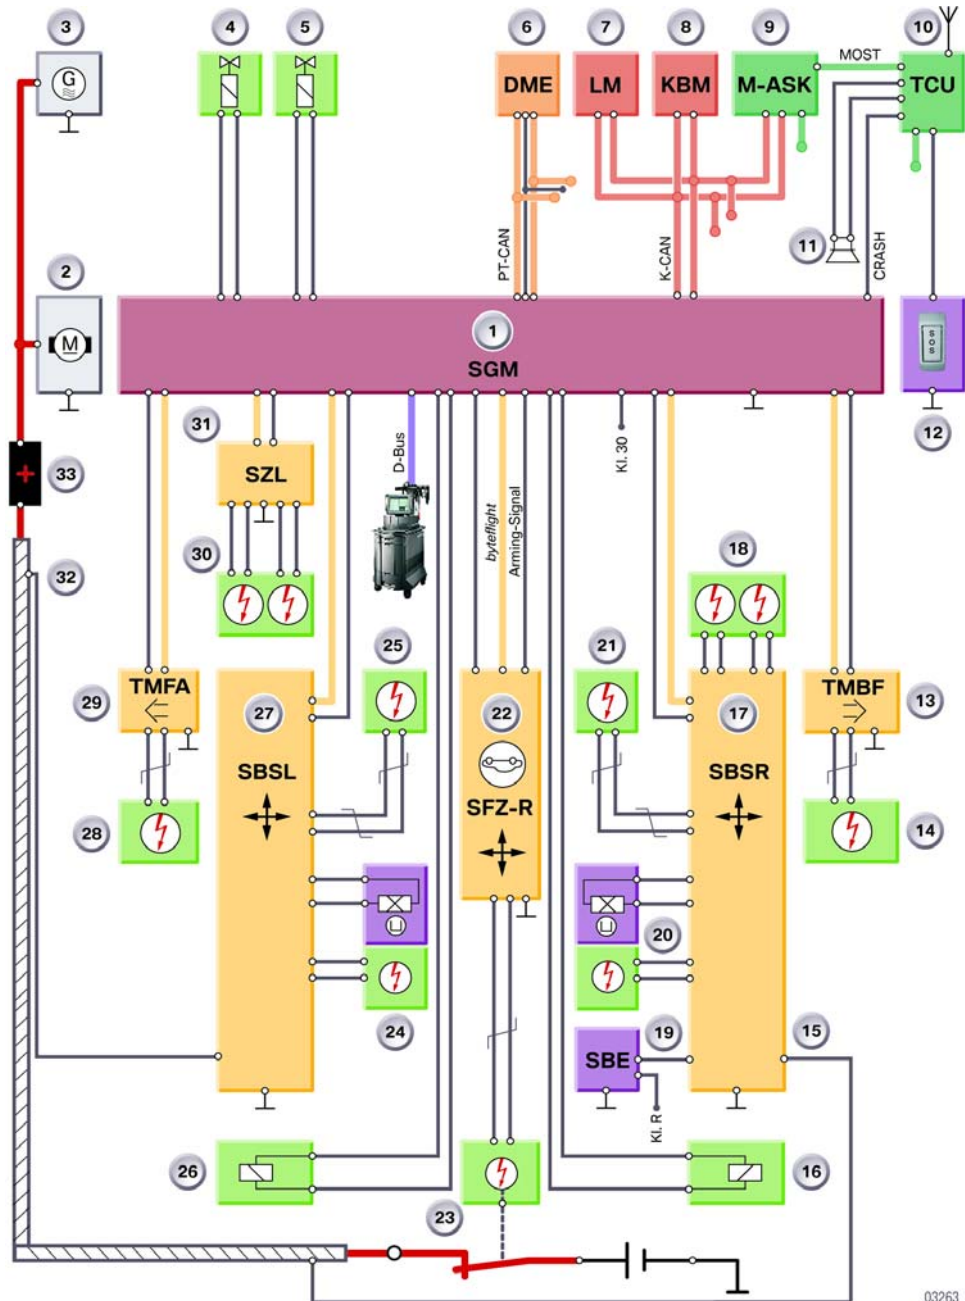 3
4
5
6
7
8
9
10
G
DME
LM
KBM
M-ASK
MOST
TCU
11
PT-CAN
K-CAN
CRASH
2
M
1
SGM
SOS
12
31
33
+
SZL
D-Bus
byteflight
Arming-Signal
Kl. 30
30
32
18
25
21
29
TMFA
27
22
17
TMBF
13
SBSL
SFZ-R
SBSR
28
14
20
24
SBE
19
15
Kl. R
26
23
16
03263